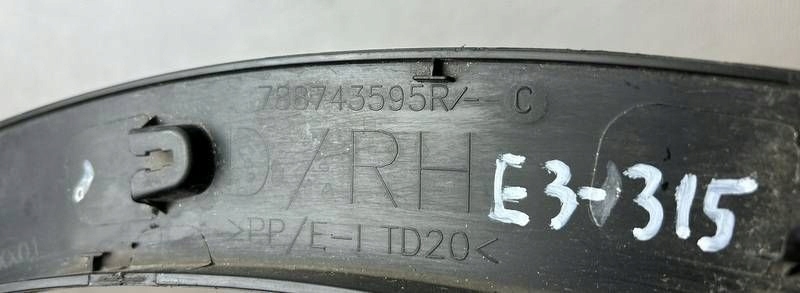 788743595R/-- C
D/RH
E3-315
>PP/E-I TD20<